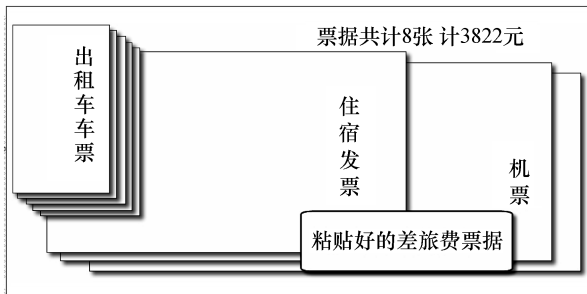 票据共计8张 计3822元
出租车车票
住宿发票
机票
粘贴好的差旅费票据